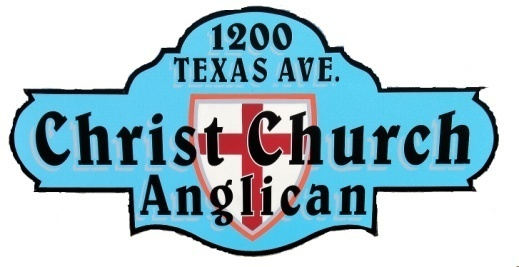 1200
TEXAS AVE.
Christ Church
Anglican